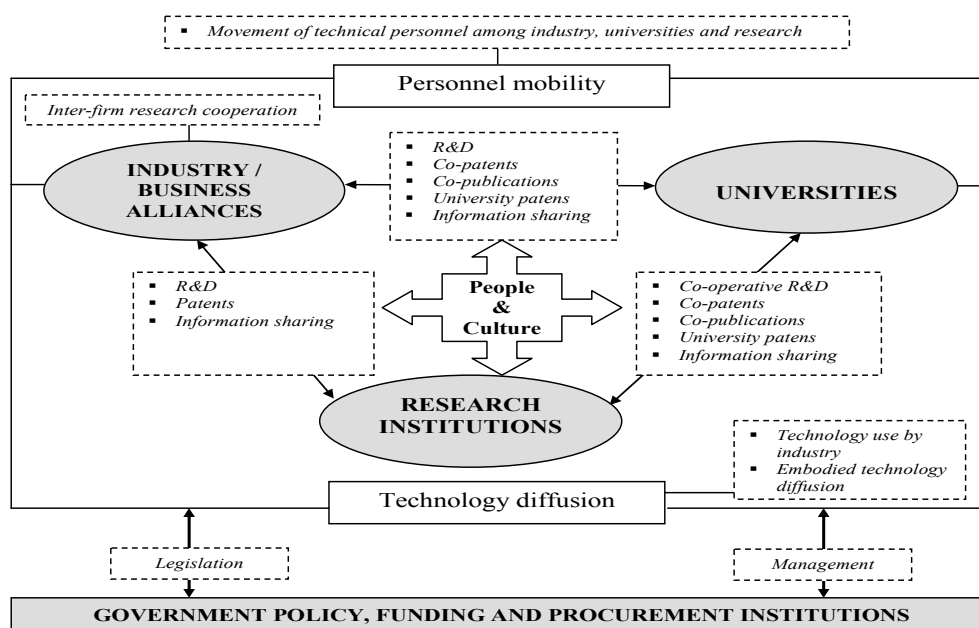 ▪ Movement of technical personnel among industry, universities and research
Personnel mobility
Inter-firm research cooperation
INDUSTRY /
BUSINESS
ALLIANCES
▪ R&D
▪ Co-patents
▪ Co-publications
▪ University patens
▪ Information sharing
UNIVERSITIES
▪ R&D
▪ Patents
▪ Information sharing
People
&
Culture
▪ Co-operative R&D
▪ Co-patents
▪ Co-publications
▪ University patens
▪ Information sharing
RESEARCH
INSTITUTIONS
▪ Technology use by
industry
▪ Embodied technology
diffusion
Technology diffusion
Legislation
Management
GOVERNMENT POLICY, FUNDING AND PROCUREMENT INSTITUTIONS